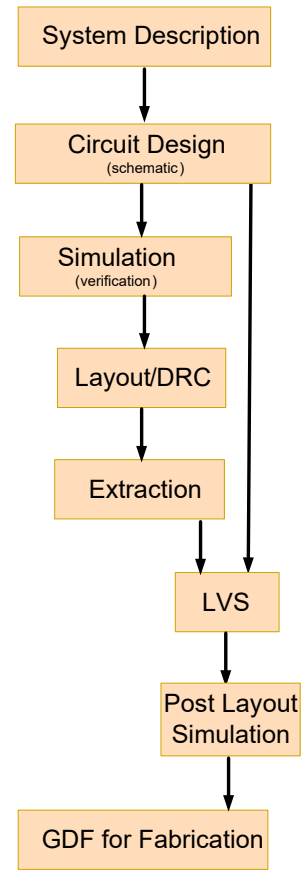 System Description
Circuit Design
(schematic)
Simulation
(verification)
Layout/DRC
Extraction
LVS
Post Layout
Simulation
GDF for Fabrication